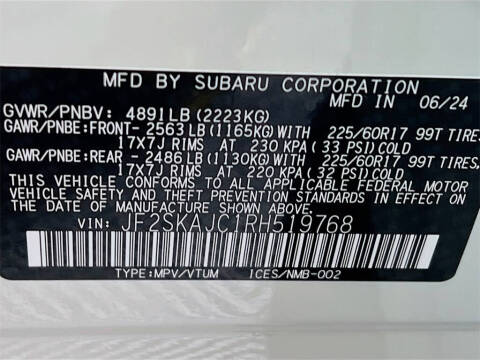 MFD BY SUBARU CORPORATION
GVWR/PNBV: 4891LB (2223KG) MFD IN 06/24
GAWR/PNBE:FRONT- 2563LB (1165KG)WITH 225/60R17 99T TIRES,
17X7J RIMS AT 230 KPA (33 PSI)COLD
GAWR/PNBE:REAR - 2486LB (1130KG)WITH 225/60R17 99T TIRES,
17X7J RIMS AT 220 KPA (32 PSI)COLD
THIS VEHICLE CONFORMS TO ALL APPLICABLE FEDERAL MOTOR
VEHICLE SAFETY AND THEFT PREVENTION STANDARDS IN EFFECT
ON THE DATE OF MANUFACTURE SHOWN ABOVE.
VIN: JF2SKAJC1RH519768
TYPE:MPV/VTUM ICES/NMB-002